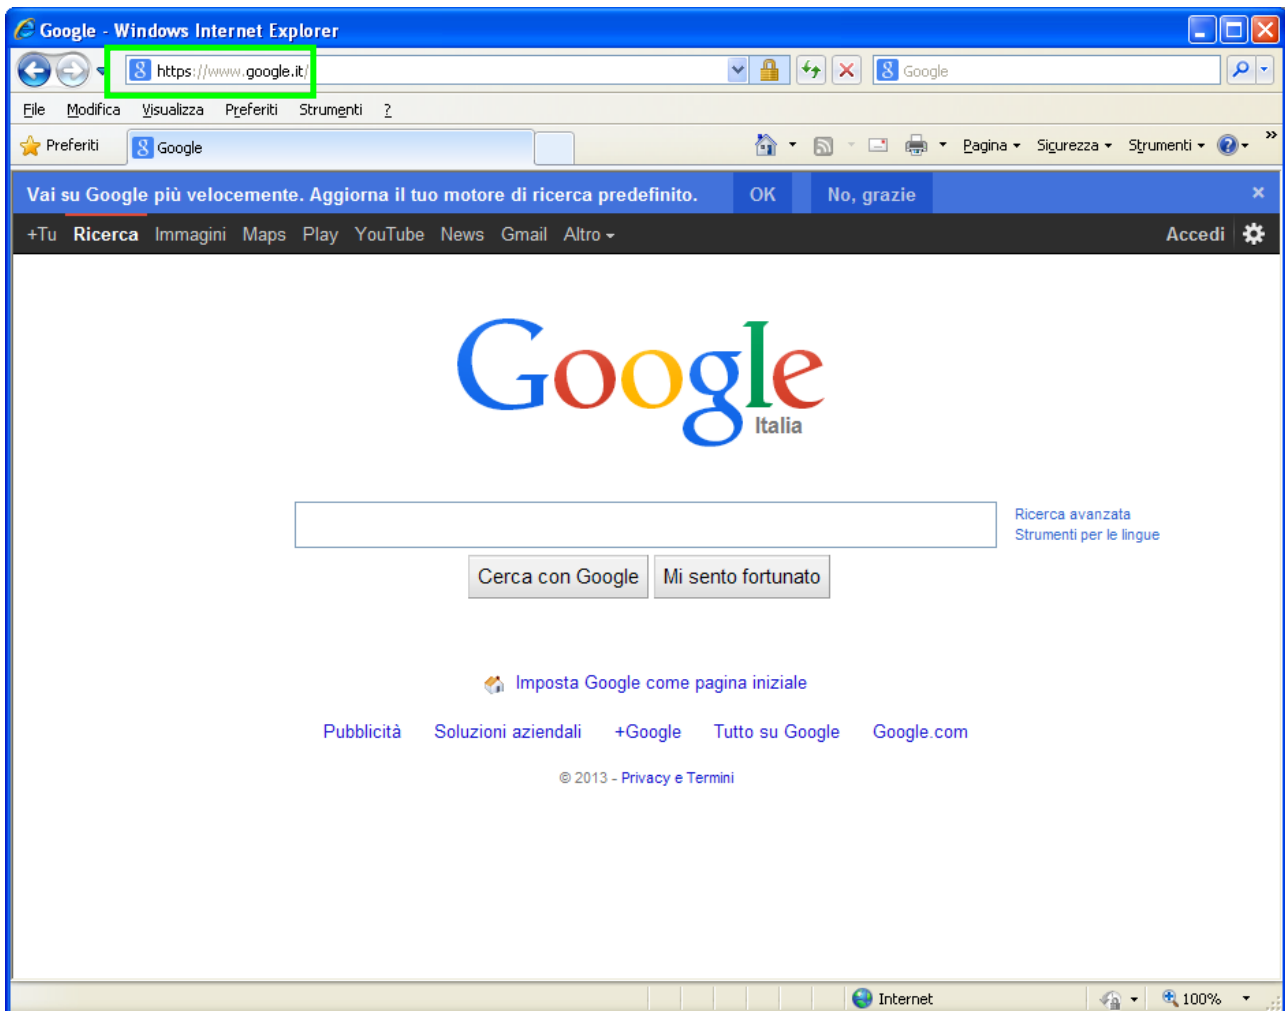 Google - Windows Internet Explorer
https://www.google.it/ Google
File Modifica Visualizza Preferiti Strumenti ?
Preferiti Google Pagina Sicurezza Strumenti »
Vai su Google più velocemente. Aggiorna il tuo motore di ricerca predefinito. OK No, grazie ×
+Tu Ricerca Immagini Maps Play YouTube News Gmail Altro Accedi
Google
Italia
Ricerca avanzata
Strumenti per le lingue
Cerca con Google Mi sento fortunato
Imposta Google come pagina iniziale
Pubblicità Soluzioni aziendali +Google Tutto su Google Google.com
© 2013 - Privacy e Termini
Internet 100%